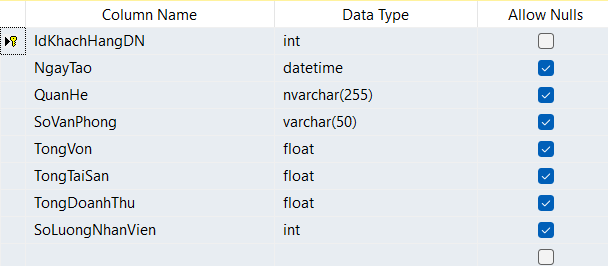 Column Name Data Type Allow Nulls
IdKhachHangDN int
NgayTao datetime
QuanHe nvarchar(255)
SoVanPhong varchar(50)
TongVon float
TongTaiSan float
TongDoanhThu float
SoLuongNhanVien int